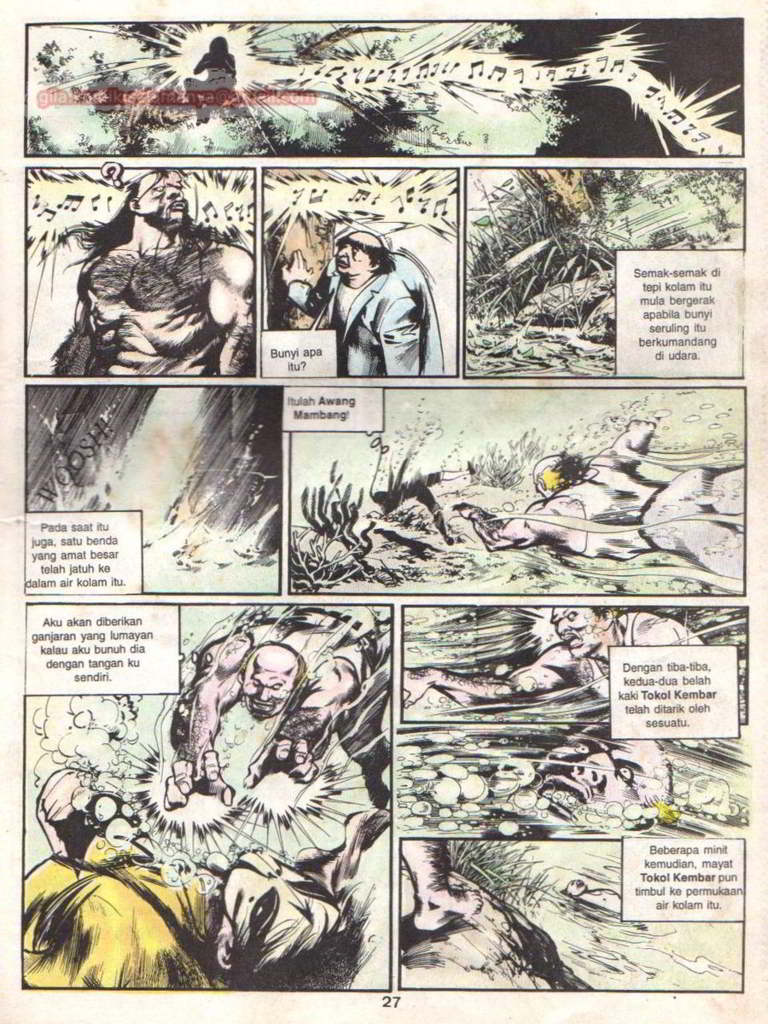 ?
Bunyi apa
itu?
Semak-semak di
tepi kolam itu
mula bergerak
apabila bunyi
seruling itu
berkumandang
di udara.
WOOSH!
Pada saat itu
juga, satu benda
yang amat besar
telah jatuh ke
dalam air kolam itu.
Itulah Awang
Mambang!
Aku akan diberikan
ganjaran yang lumayan
kalau aku bunuh dia
dengan tangan ku
sendiri.
Dengan tiba-tiba,
kedua-dua belah
kaki Tokol Kembar
telah ditarik oleh
sesuatu.
Beberapa minit
kemudian, mayat
Tokol Kembar pun
timbul ke permukaan
air kolam itu.
27